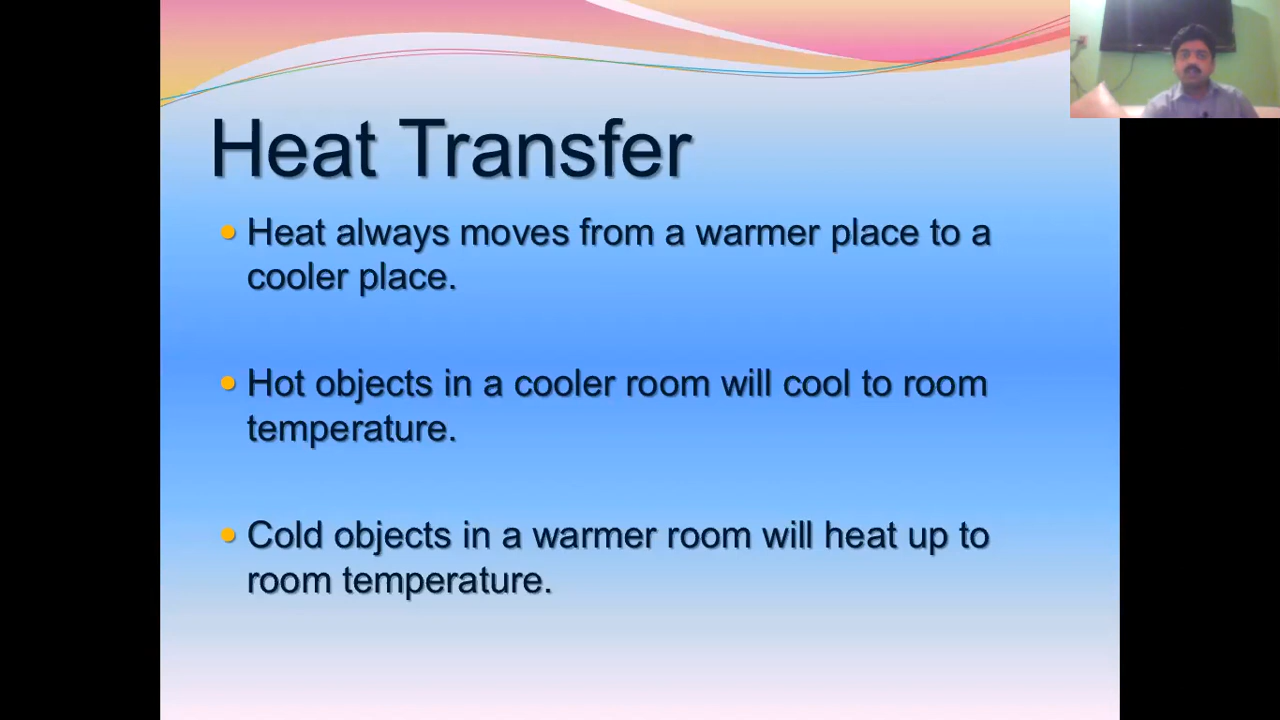 Heat Transfer
Heat always moves from a warmer place to a
cooler place.
Hot objects in a cooler room will cool to room
temperature.
Cold objects in a warmer room will heat up to
room temperature.